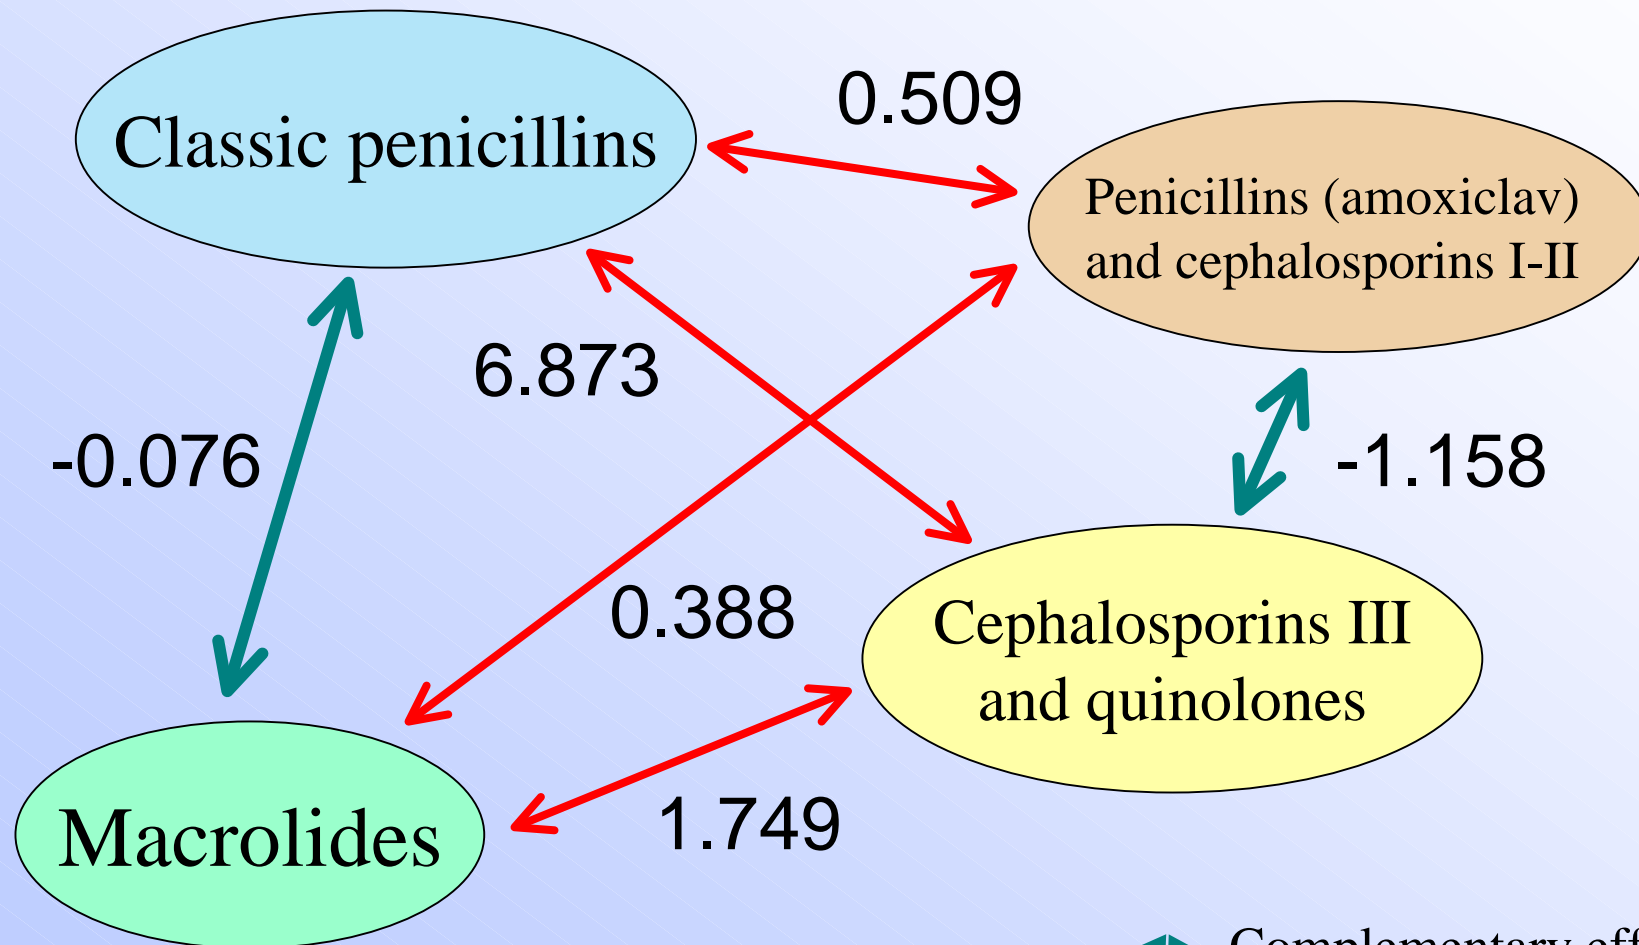 0.509
Classic penicillins
Penicillins (amoxiclav)
and cephalosporins I-II
6.873
-0.076
-1.158
0.388
Cephalosporins III
and quinolones
1.749
Macrolides
Complementary